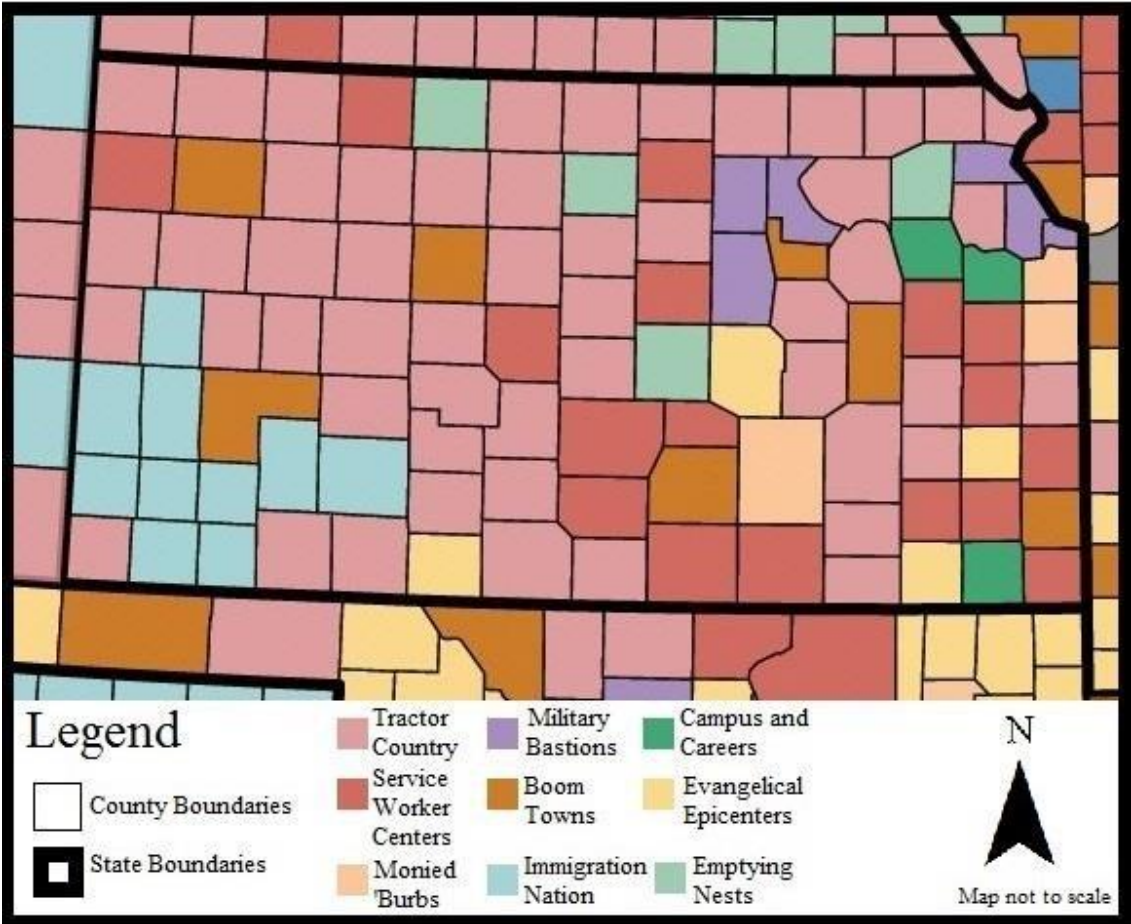 Legend
County Boundaries
State Boundaries
Tractor
Country
Service
Worker
Centers
Monied
'Burbs
Military
Bastions
Boom
Towns
Immigration
Nation
Campus and
Careers
Evangelical
Epicenters
Emptying
Nests
N
Map not to scale